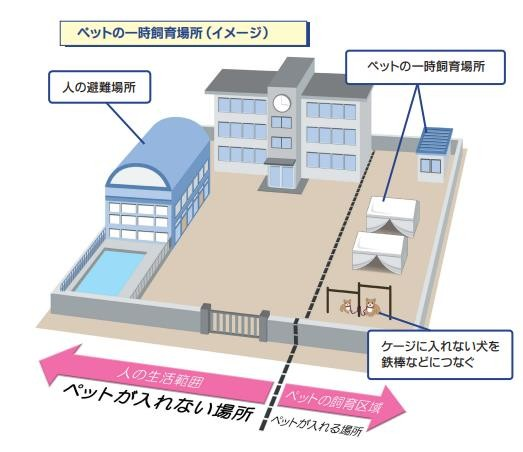 ペットの一時飼育場所（イメージ）
人の避難場所
ペットの一時飼育場所
ケージに入れない犬を
鉄棒などにつなぐ
人の生活範囲
ペットが入れない場所
ペットの飼育区域
ペットが入れる場所